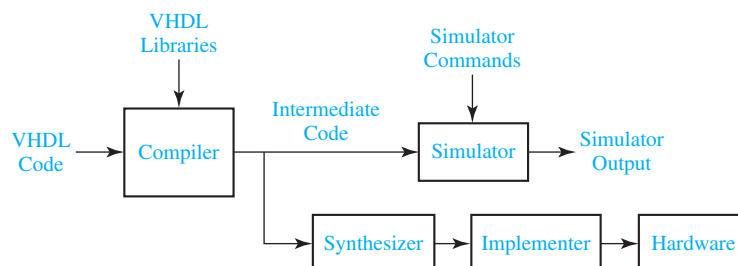 VHDL
Libraries
Simulator
Commands
Intermediate
Code
VHDL
Code
Compiler
Simulator
Simulator
Output
Synthesizer
Implementer
Hardware